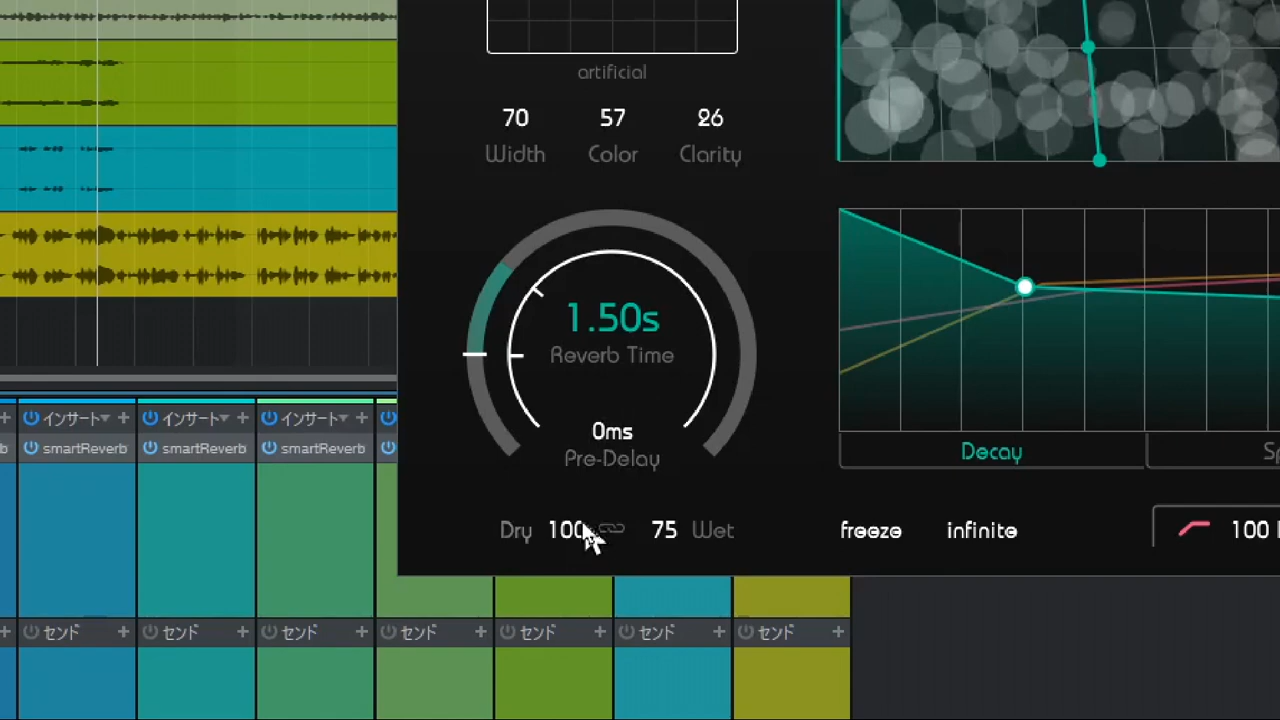 artificial
70 57 26
Width Color Clarity
1.50s
Reverb Time
0ms
Pre-Delay
Decay
Dry 100 75 Wet
freeze infinite
100
インサート インサート インサート
smartReverb smartReverb smartReverb
センド センド センド センド センド センド センド